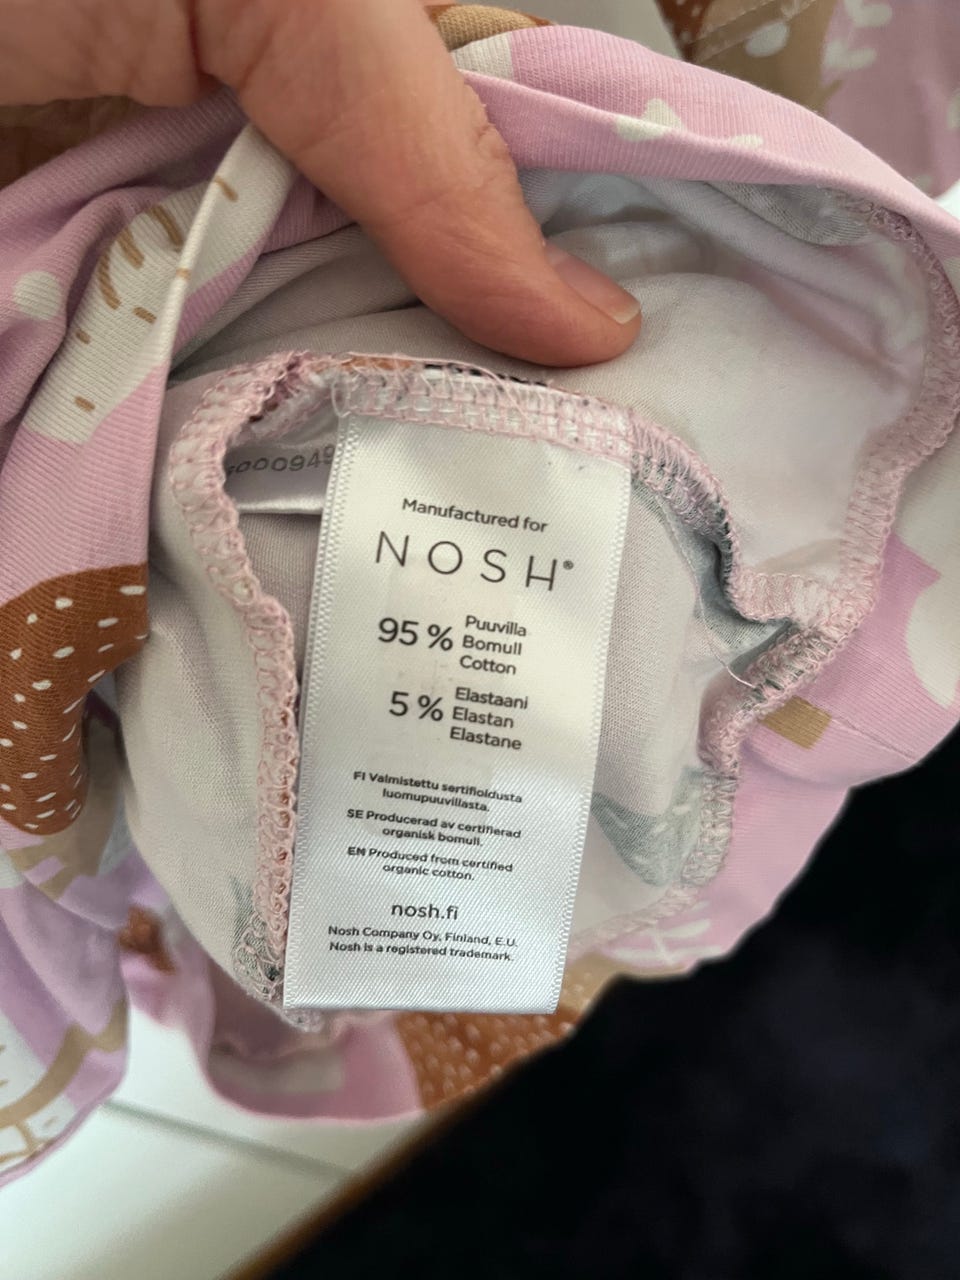 000949
Manufactured for
NOSH®
95 % Puuvilla
Bomull
Cotton
5 % Elastaani
Elastan
Elastane
FI Valmistettu sertifioidusta
luomupuuvillasta.
SE Producerad av certifierad
organisk bomull.
EN Produced from certified
organic cotton.
nosh.fi
Nosh Company Oy, Finland, E.U.
Nosh is a registered trademark.